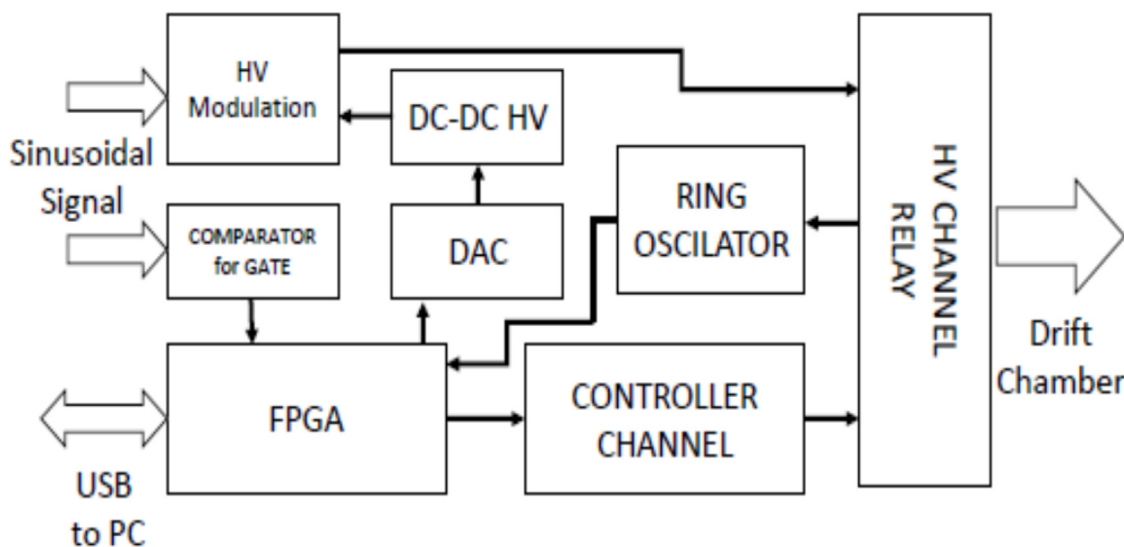 HV
Modulation
DC-DC HV
Sinusoidal
Signal
COMPARATOR
for GATE
DAC
RING
OSCILATOR
HV CHANNEL
RELAY
Drift
Chamber
FPGA
CONTROLLER
CHANNEL
USB
to PC